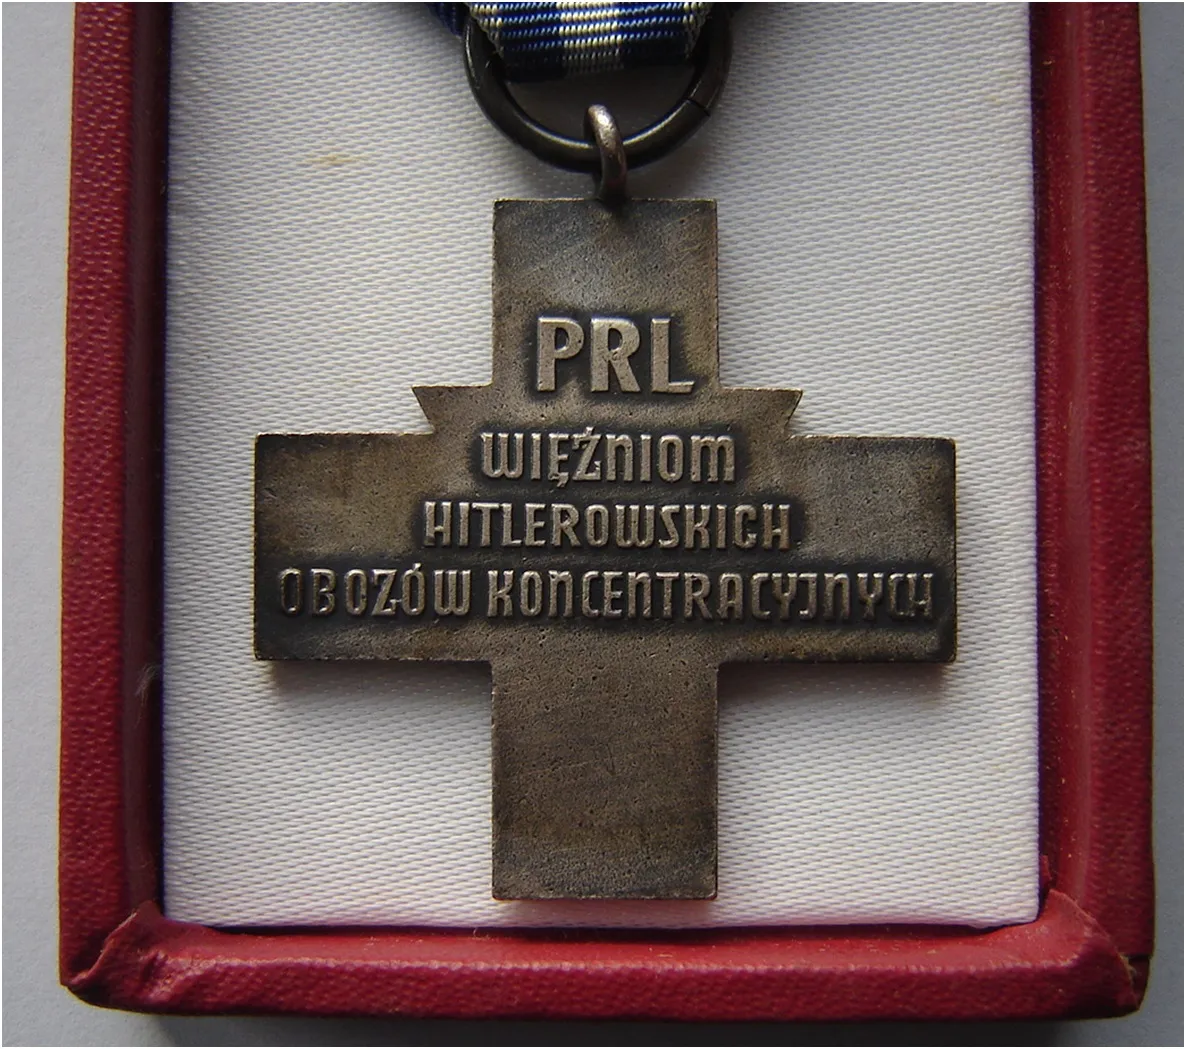 PRL
WIĘŹNIOM
HITLEROWSKICH
OBOZÓW KONCENTRACYJNYCH